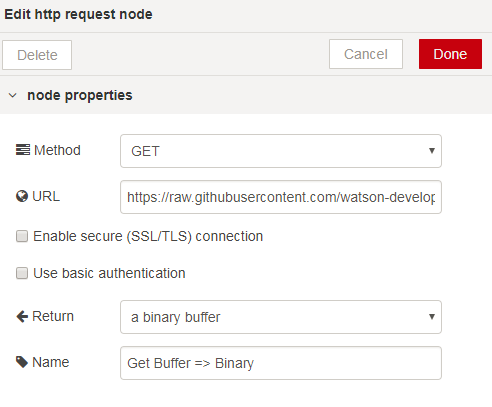 Edit http request node
Delete Cancel Done
node properties
Method GET
URL https://raw.githubusercontent.com/watson-develop
Enable secure (SSL/TLS) connection
Use basic authentication
Return a binary buffer
Name Get Buffer => Binary